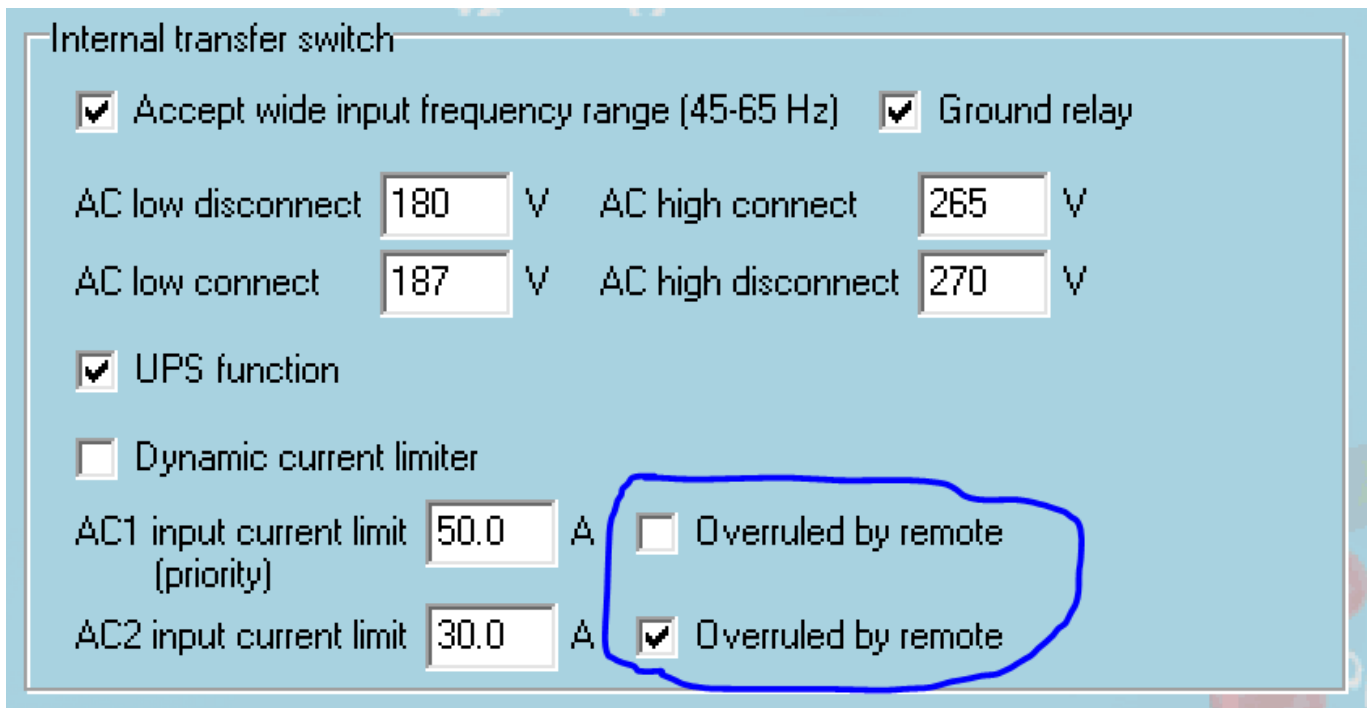 Internal transfer switch
Accept wide input frequency range (45-65 Hz) Ground relay
AC low disconnect 180 V AC high connect 265 V
AC low connect 187 V AC high disconnect 270 V
UPS function
Dynamic current limiter
AC1 input current limit 50.0 A Overruled by remote
(priority)
AC2 input current limit 30.0 A Overruled by remote